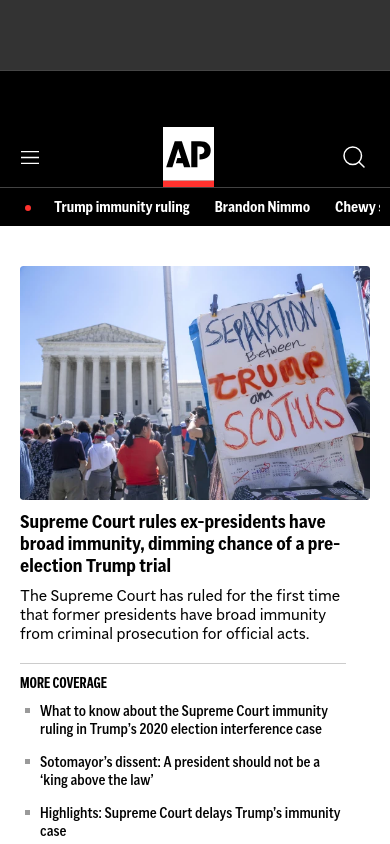 AP
Trump immunity ruling Brandon Nimmo Chewy
SEPARATION
Between
TRUMP
and
SCOTUS
Supreme Court rules ex-presidents have
broad immunity, dimming chance of a pre-
election Trump trial
The Supreme Court has ruled for the first time
that former presidents have broad immunity
from criminal prosecution for official acts.
MORE COVERAGE
What to know about the Supreme Court immunity
ruling in Trump’s 2020 election interference case
Sotomayor’s dissent: A president should not be a
‘king above the law’
Highlights: Supreme Court delays Trump’s immunity
case